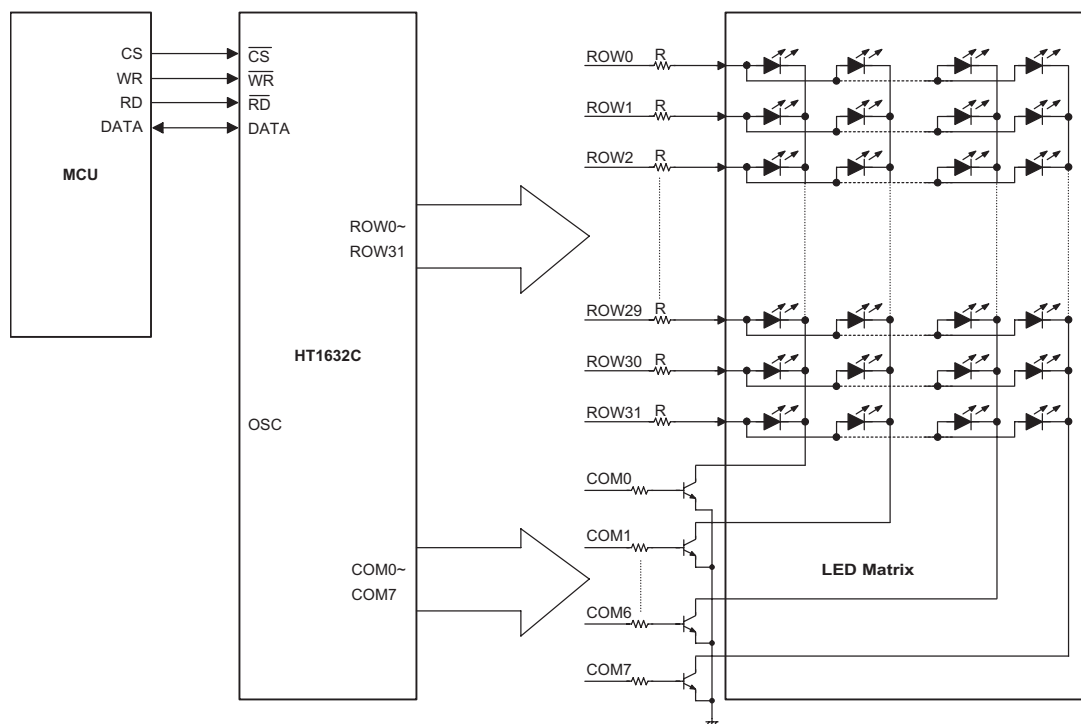 CS
WR
RD
DATA
MCU
CS
WR
RD
DATA
ROW0~
ROW31
HT1632C
OSC
COM0~
COM7
ROW0 R
ROW1 R
ROW2 R
ROW29 R
ROW30 R
ROW31 R
COM0
COM1
COM6
COM7
LED Matrix